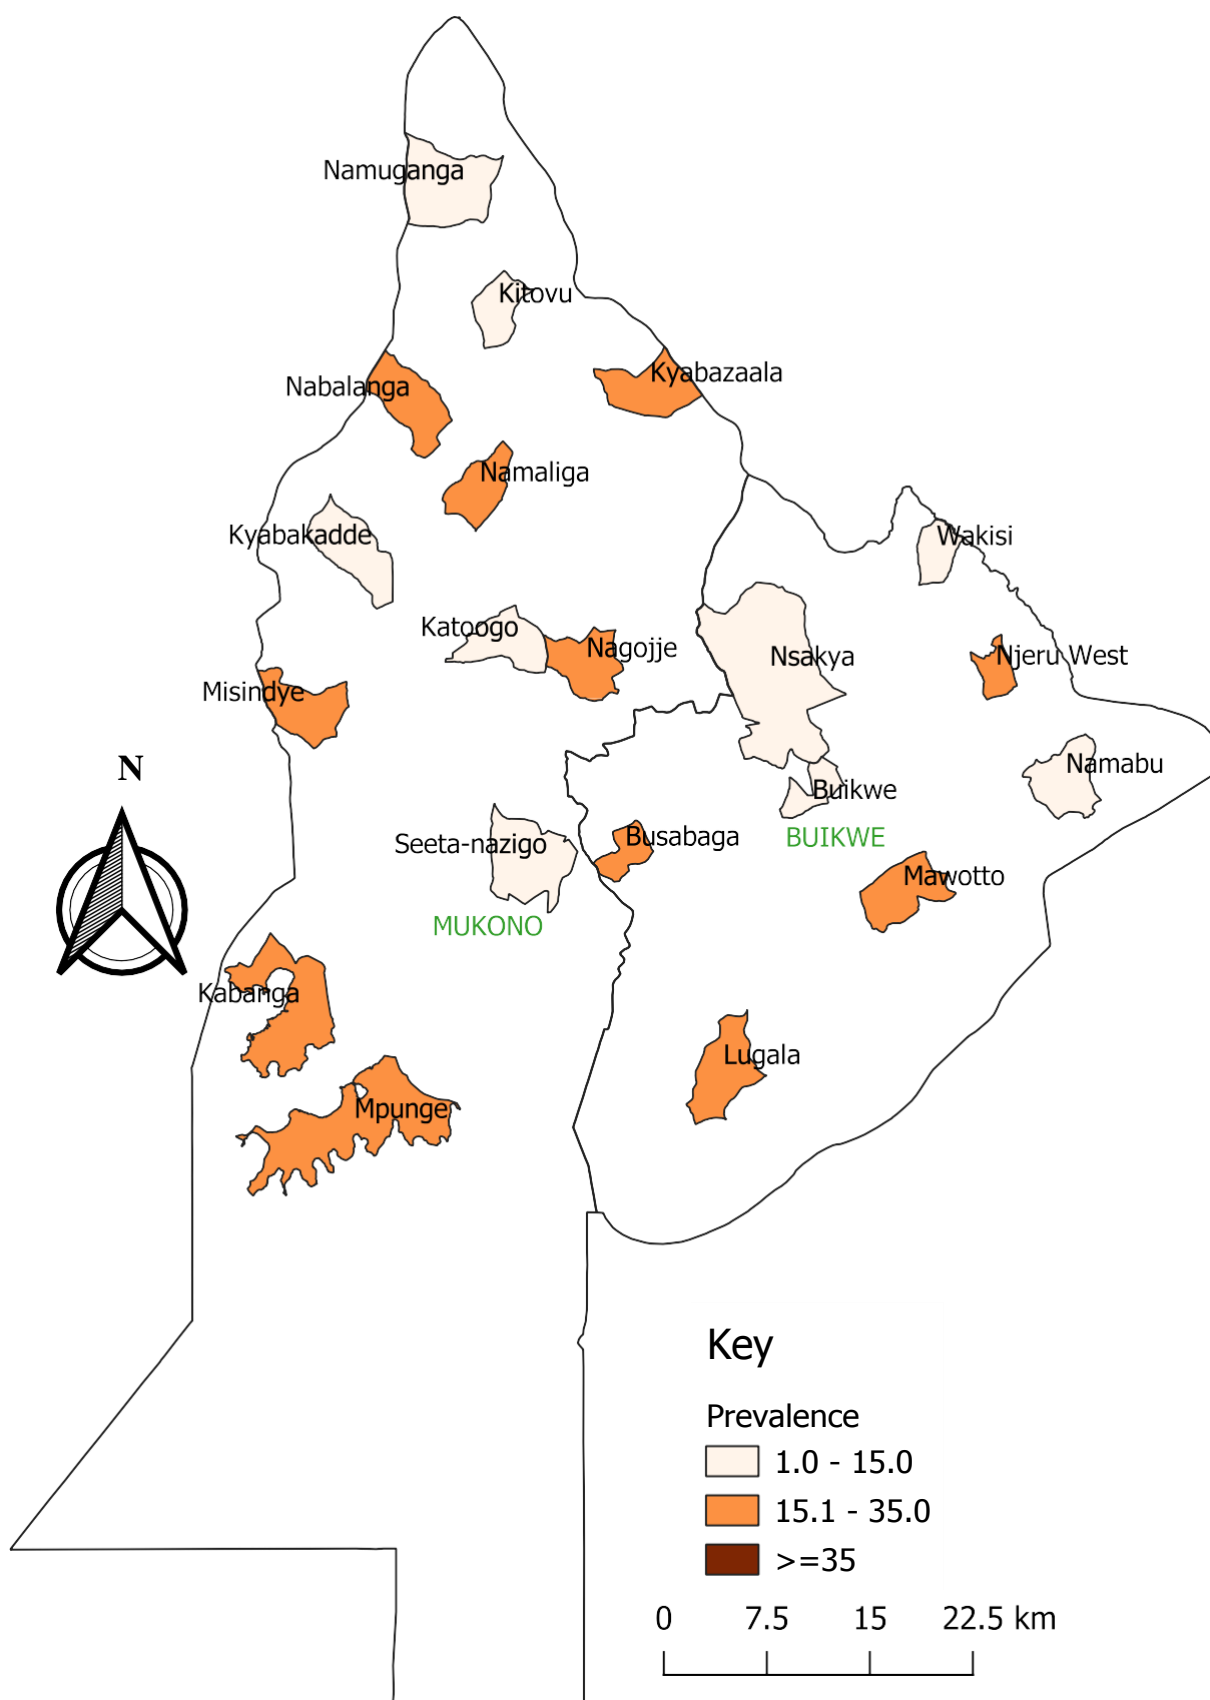 Namuganga
Kitovu
Kyabazaala
Nabalanga
Namaliga
Kyabakadde
Wakisi
Katoogo
Nagojje
Nsakya
Njeru West
Misindye
N
Namabu
Buikwe
Seeta-nazigo
Busabaga
BUIKWE
Mawotto
MUKONO
Kabanga
Lugala
Mpunge
Key
Prevalence
1.0 - 15.0
15.1 - 35.0
>=35
0 7.5 15 22.5 km